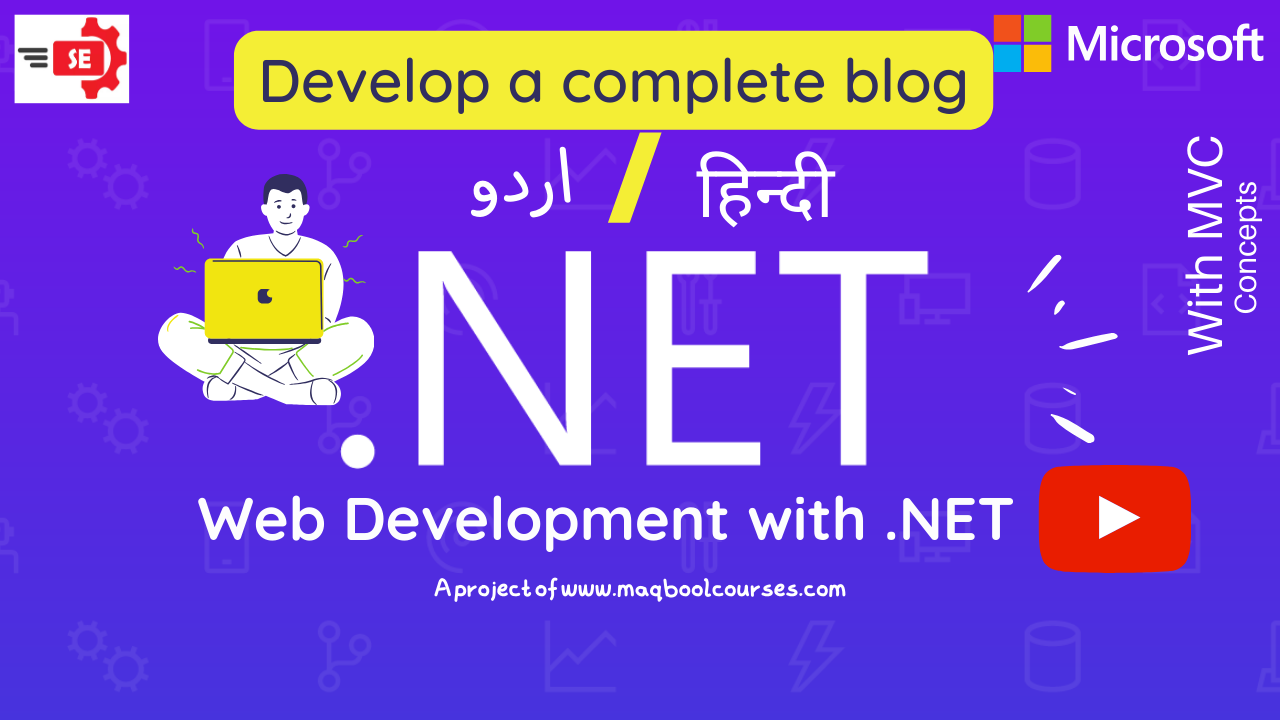 SE
Develop a complete blog
Microsoft
اردو / हिन्दी
With MVC
Concepts
.NET
Web Development with .NET
A project of www.maqboolcourses.com